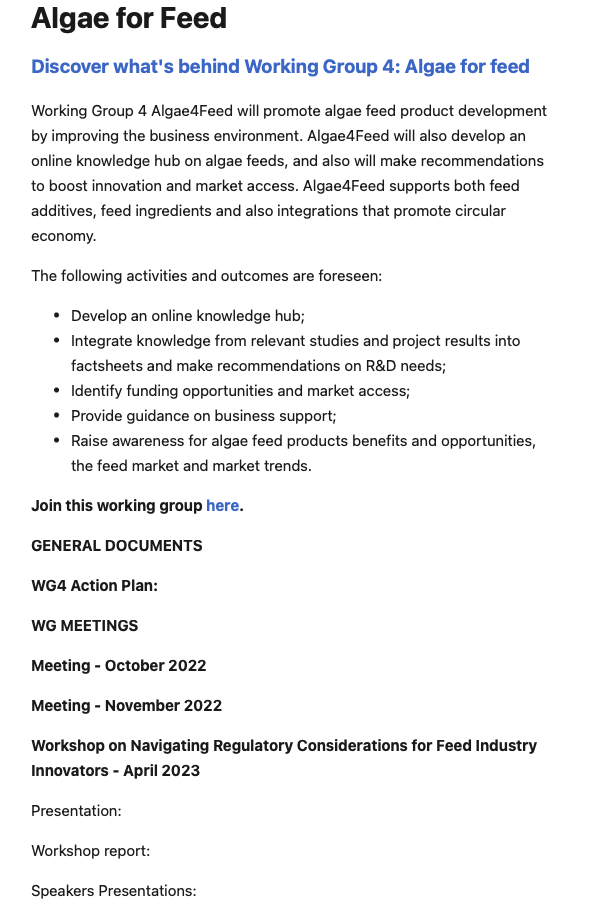 Algae for Feed
Discover what's behind Working Group 4: Algae for feed
Working Group 4 Algae4Feed will promote algae feed product development
by improving the business environment. Algae4Feed will also develop an
online knowledge hub on algae feeds, and also will make recommendations
to boost innovation and market access. Algae4Feed supports both feed
additives, feed ingredients and also integrations that promote circular
economy.
The following activities and outcomes are foreseen:
• Develop an online knowledge hub;
• Integrate knowledge from relevant studies and project results into
factsheets and make recommendations on R&D needs;
• Identify funding opportunities and market access;
• Provide guidance on business support;
• Raise awareness for algae feed products benefits and opportunities,
the feed market and market trends.
Join this working group here.
GENERAL DOCUMENTS
WG4 Action Plan:
WG MEETINGS
Meeting - October 2022
Meeting - November 2022
Workshop on Navigating Regulatory Considerations for Feed Industry
Innovators - April 2023
Presentation:
Workshop report:
Speakers Presentations: